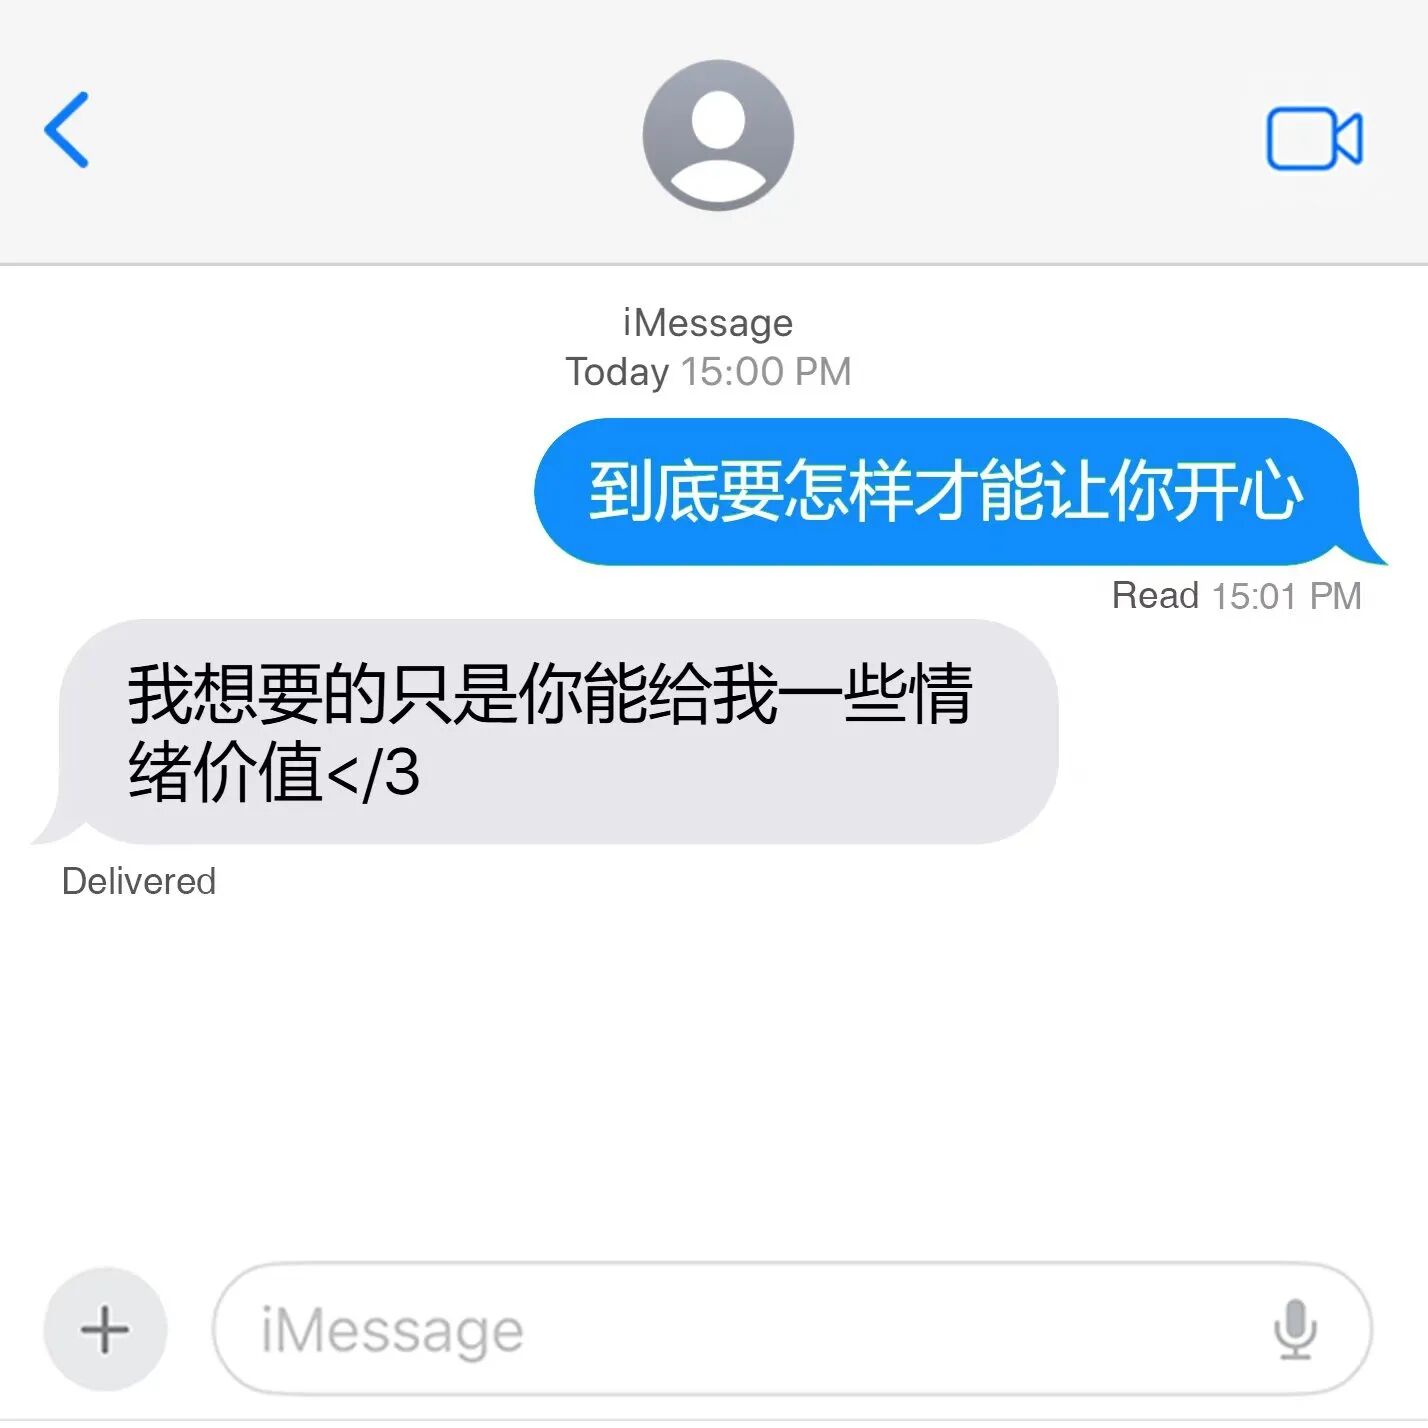 iMessage
Today 15:00 PM
到底要怎样才能让你开心
Read 15:01 PM
我想要的只是你能给我一些情
绪价值</3
Delivered
iMessage